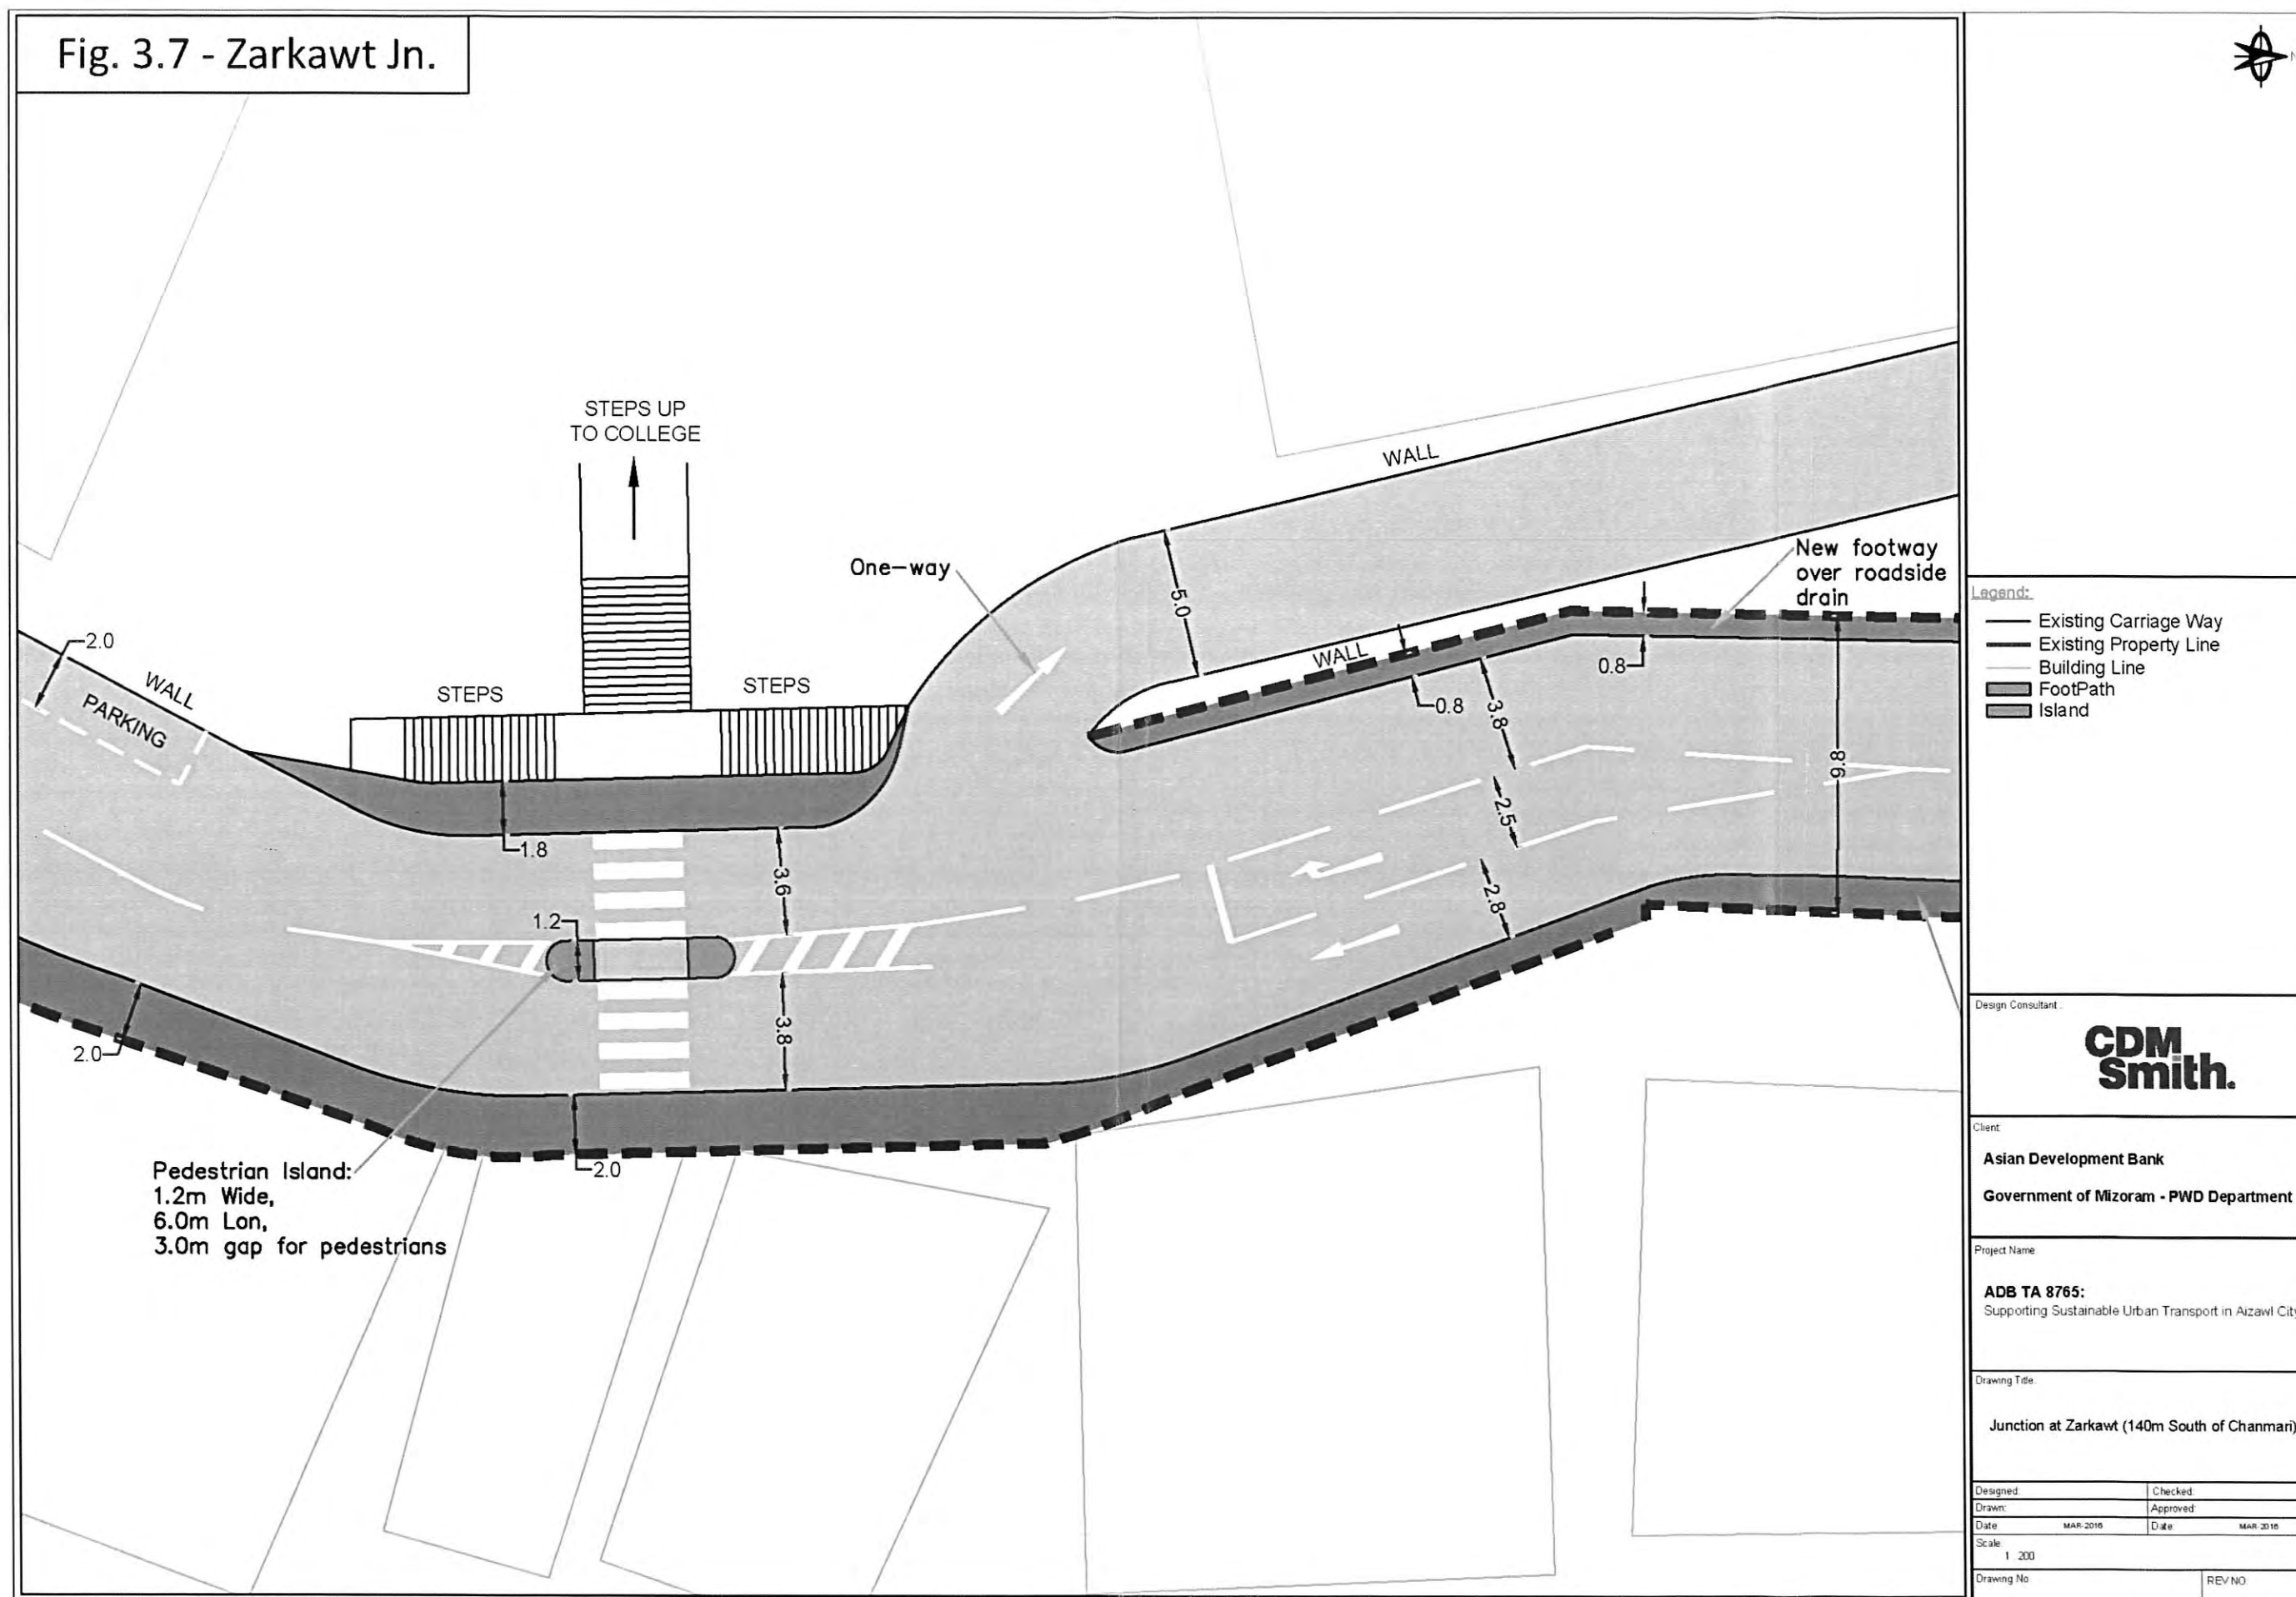 Fig. 3.7 - Zarkawt Jn.
STEPS UP
TO COLLEGE
WALL
One-way
5.0
New footway
over roadside
drain
2.0
WALL
PARKING
STEPS
STEPS
WALL
0.8
0.8
3.8
1.8
3.6
2.5
9.8
1.2
2.8
3.8
2.0
2.0
Pedestrian Island:
1.2m Wide,
6.0m Lon,
3.0m gap for pedestrians
N
Legend:
Existing Carriage Way
Existing Property Line
Building Line
FootPath
Island
Design Consultant :
CDM
Smith.
Client
Asian Development Bank
Government of Mizoram - PWD Department
Project Name
ADB TA 8765:
Supporting Sustainable Urban Transport in Aizawl City
Drawing Title:
Junction at Zarkawt (140m South of Chanmari)
Designed: Checked:
Drawn: Approved:
Date MAR-2016 Date: MAR-2016
Scale
1 : 200
Drawing No REV NO: